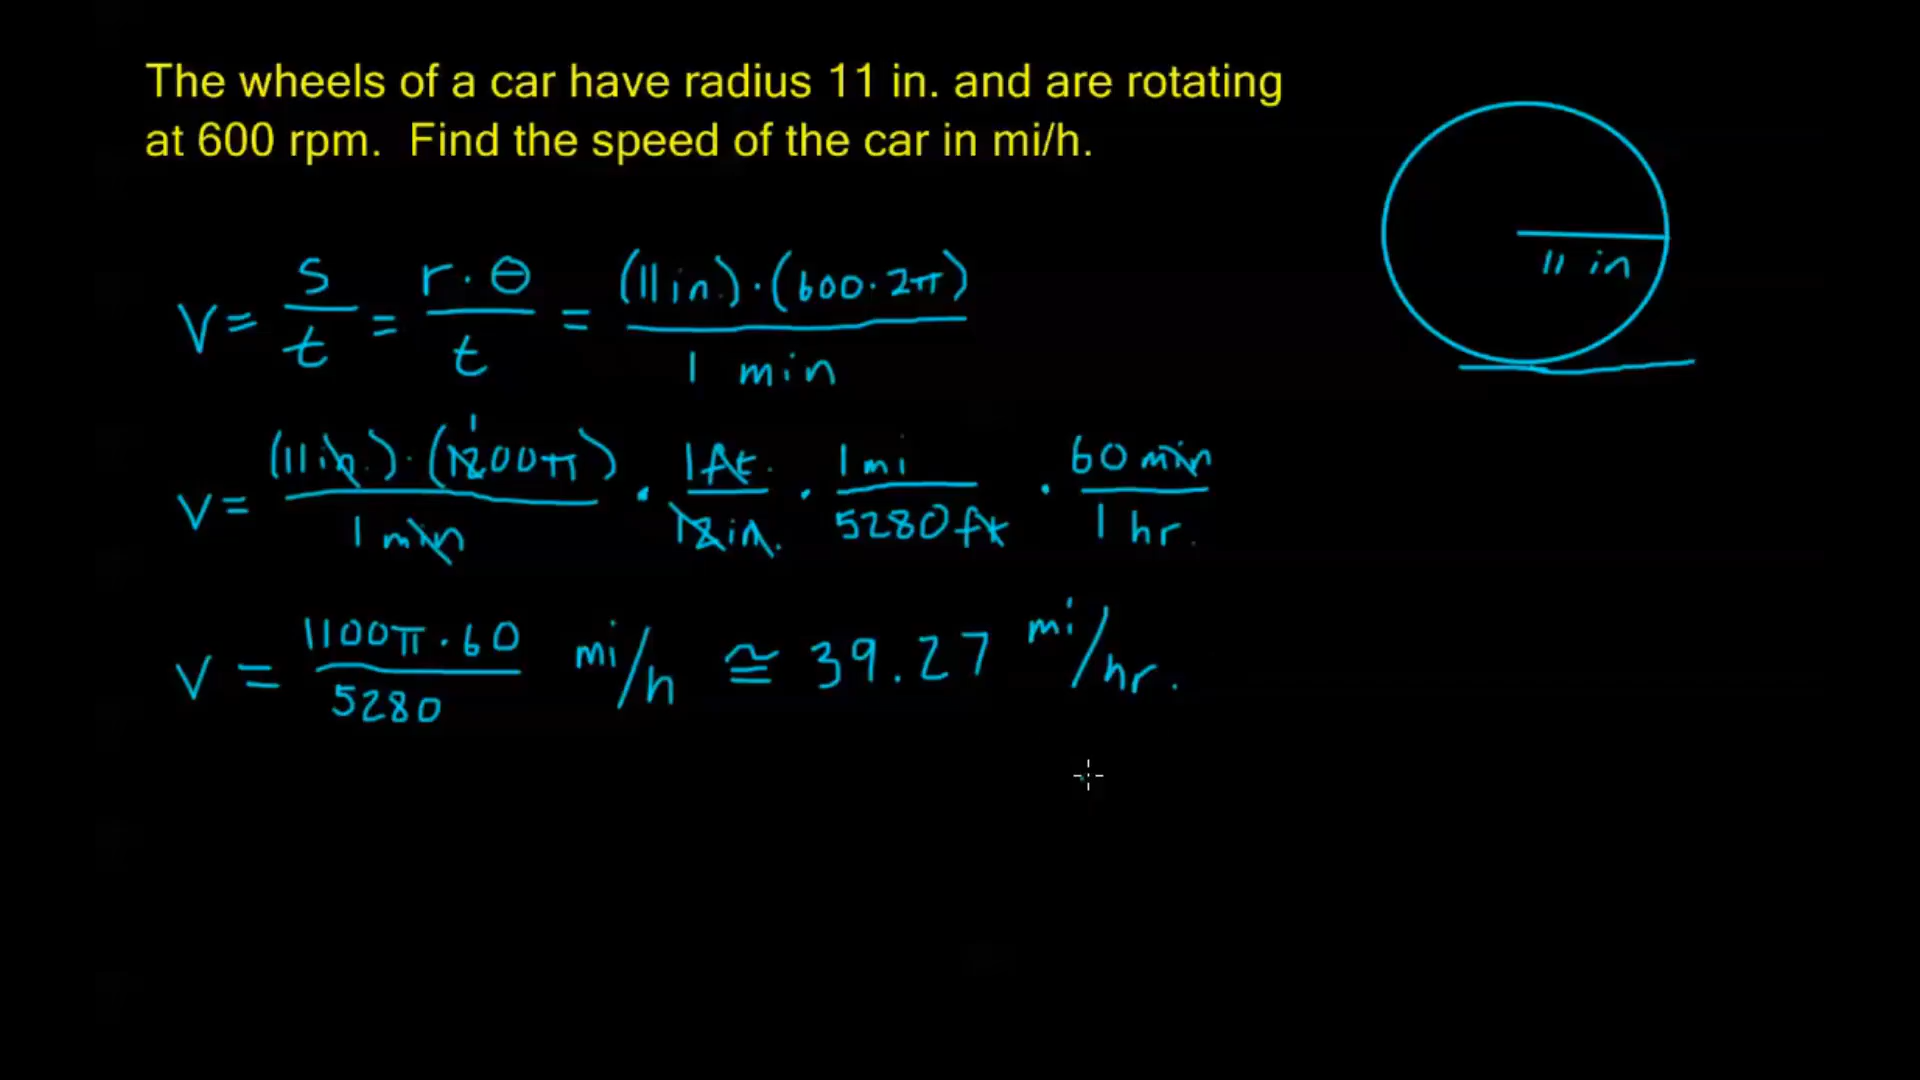 The wheels of a car have radius 11 in. and are rotating
at 600 rpm. Find the speed of the car in mi/h.
11 in
V = s/t = r · θ/t = (11 in.) · (600 · 2π)/1 min
V = (11 in.) · (1200π)/1 min · 1 ft./12 in. · 1 mi/5280 ft · 60 min/1 hr.
V = 1100π · 60/5280 mi/h ≅ 39.27 mi/hr.